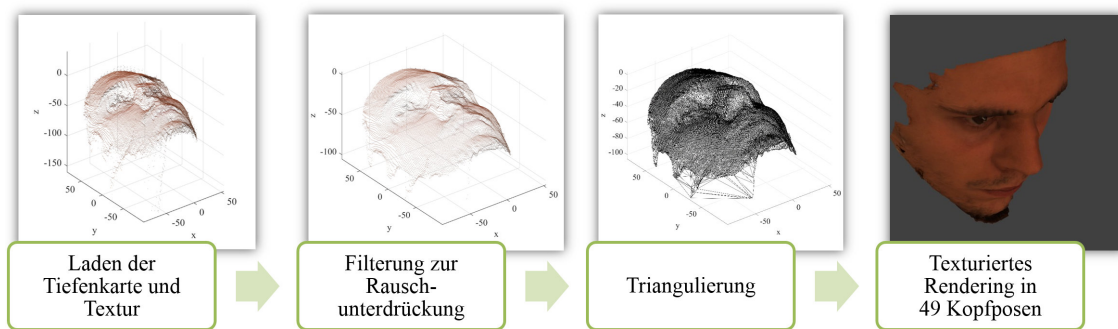 0
-50
-100
-150
z
50
0
-50
y
-50
0
50
x
0
-50
-100
z
50
0
-50
y
-50
0
50
x
0
-20
-40
-60
-80
-100
z
50
0
-50
y
-50
0
50
x
Laden der
Tiefenkarte und
Textur
Filterung zur
Rausch-
unterdrückung
Triangulierung
Texturiertes
Rendering in
49 Kopfposen